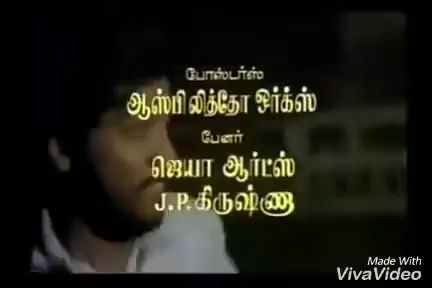 போஸ்டர்ஸ்
ஆஸ்பிலித்தோ ஒர்க்ஸ்
பேனர்
ஜெயா ஆர்ட்ஸ்
J.P.கிருஷ்ணா
Made With
VivaVideo